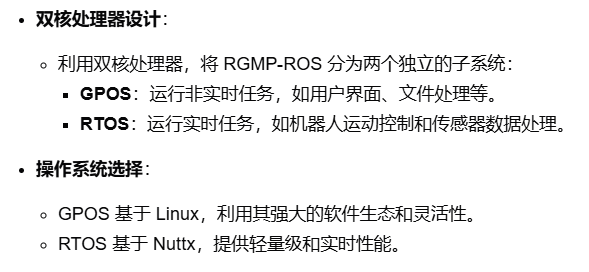 双核处理器设计：
利用双核处理器，将 RGMP-ROS 分为两个独立的子系统：
GPOS：运行非实时任务，如用户界面、文件处理等。
RTOS：运行实时任务，如机器人运动控制和传感器数据处理。
操作系统选择：
GPOS 基于 Linux，利用其强大的软件生态和灵活性。
RTOS 基于 Nuttx，提供轻量级和实时性能。